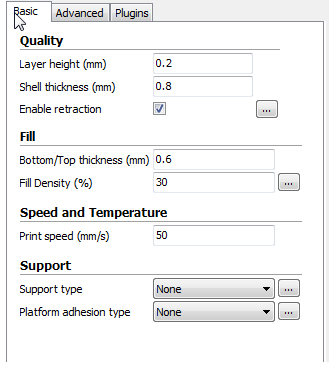 Basic Advanced Plugins
Quality
Layer height (mm) 0.2
Shell thickness (mm) 0.8
Enable retraction ...
Fill
Bottom/Top thickness (mm) 0.6
Fill Density (%) 30 ...
Speed and Temperature
Print speed (mm/s) 50
Support
Support type None ...
Platform adhesion type None ...